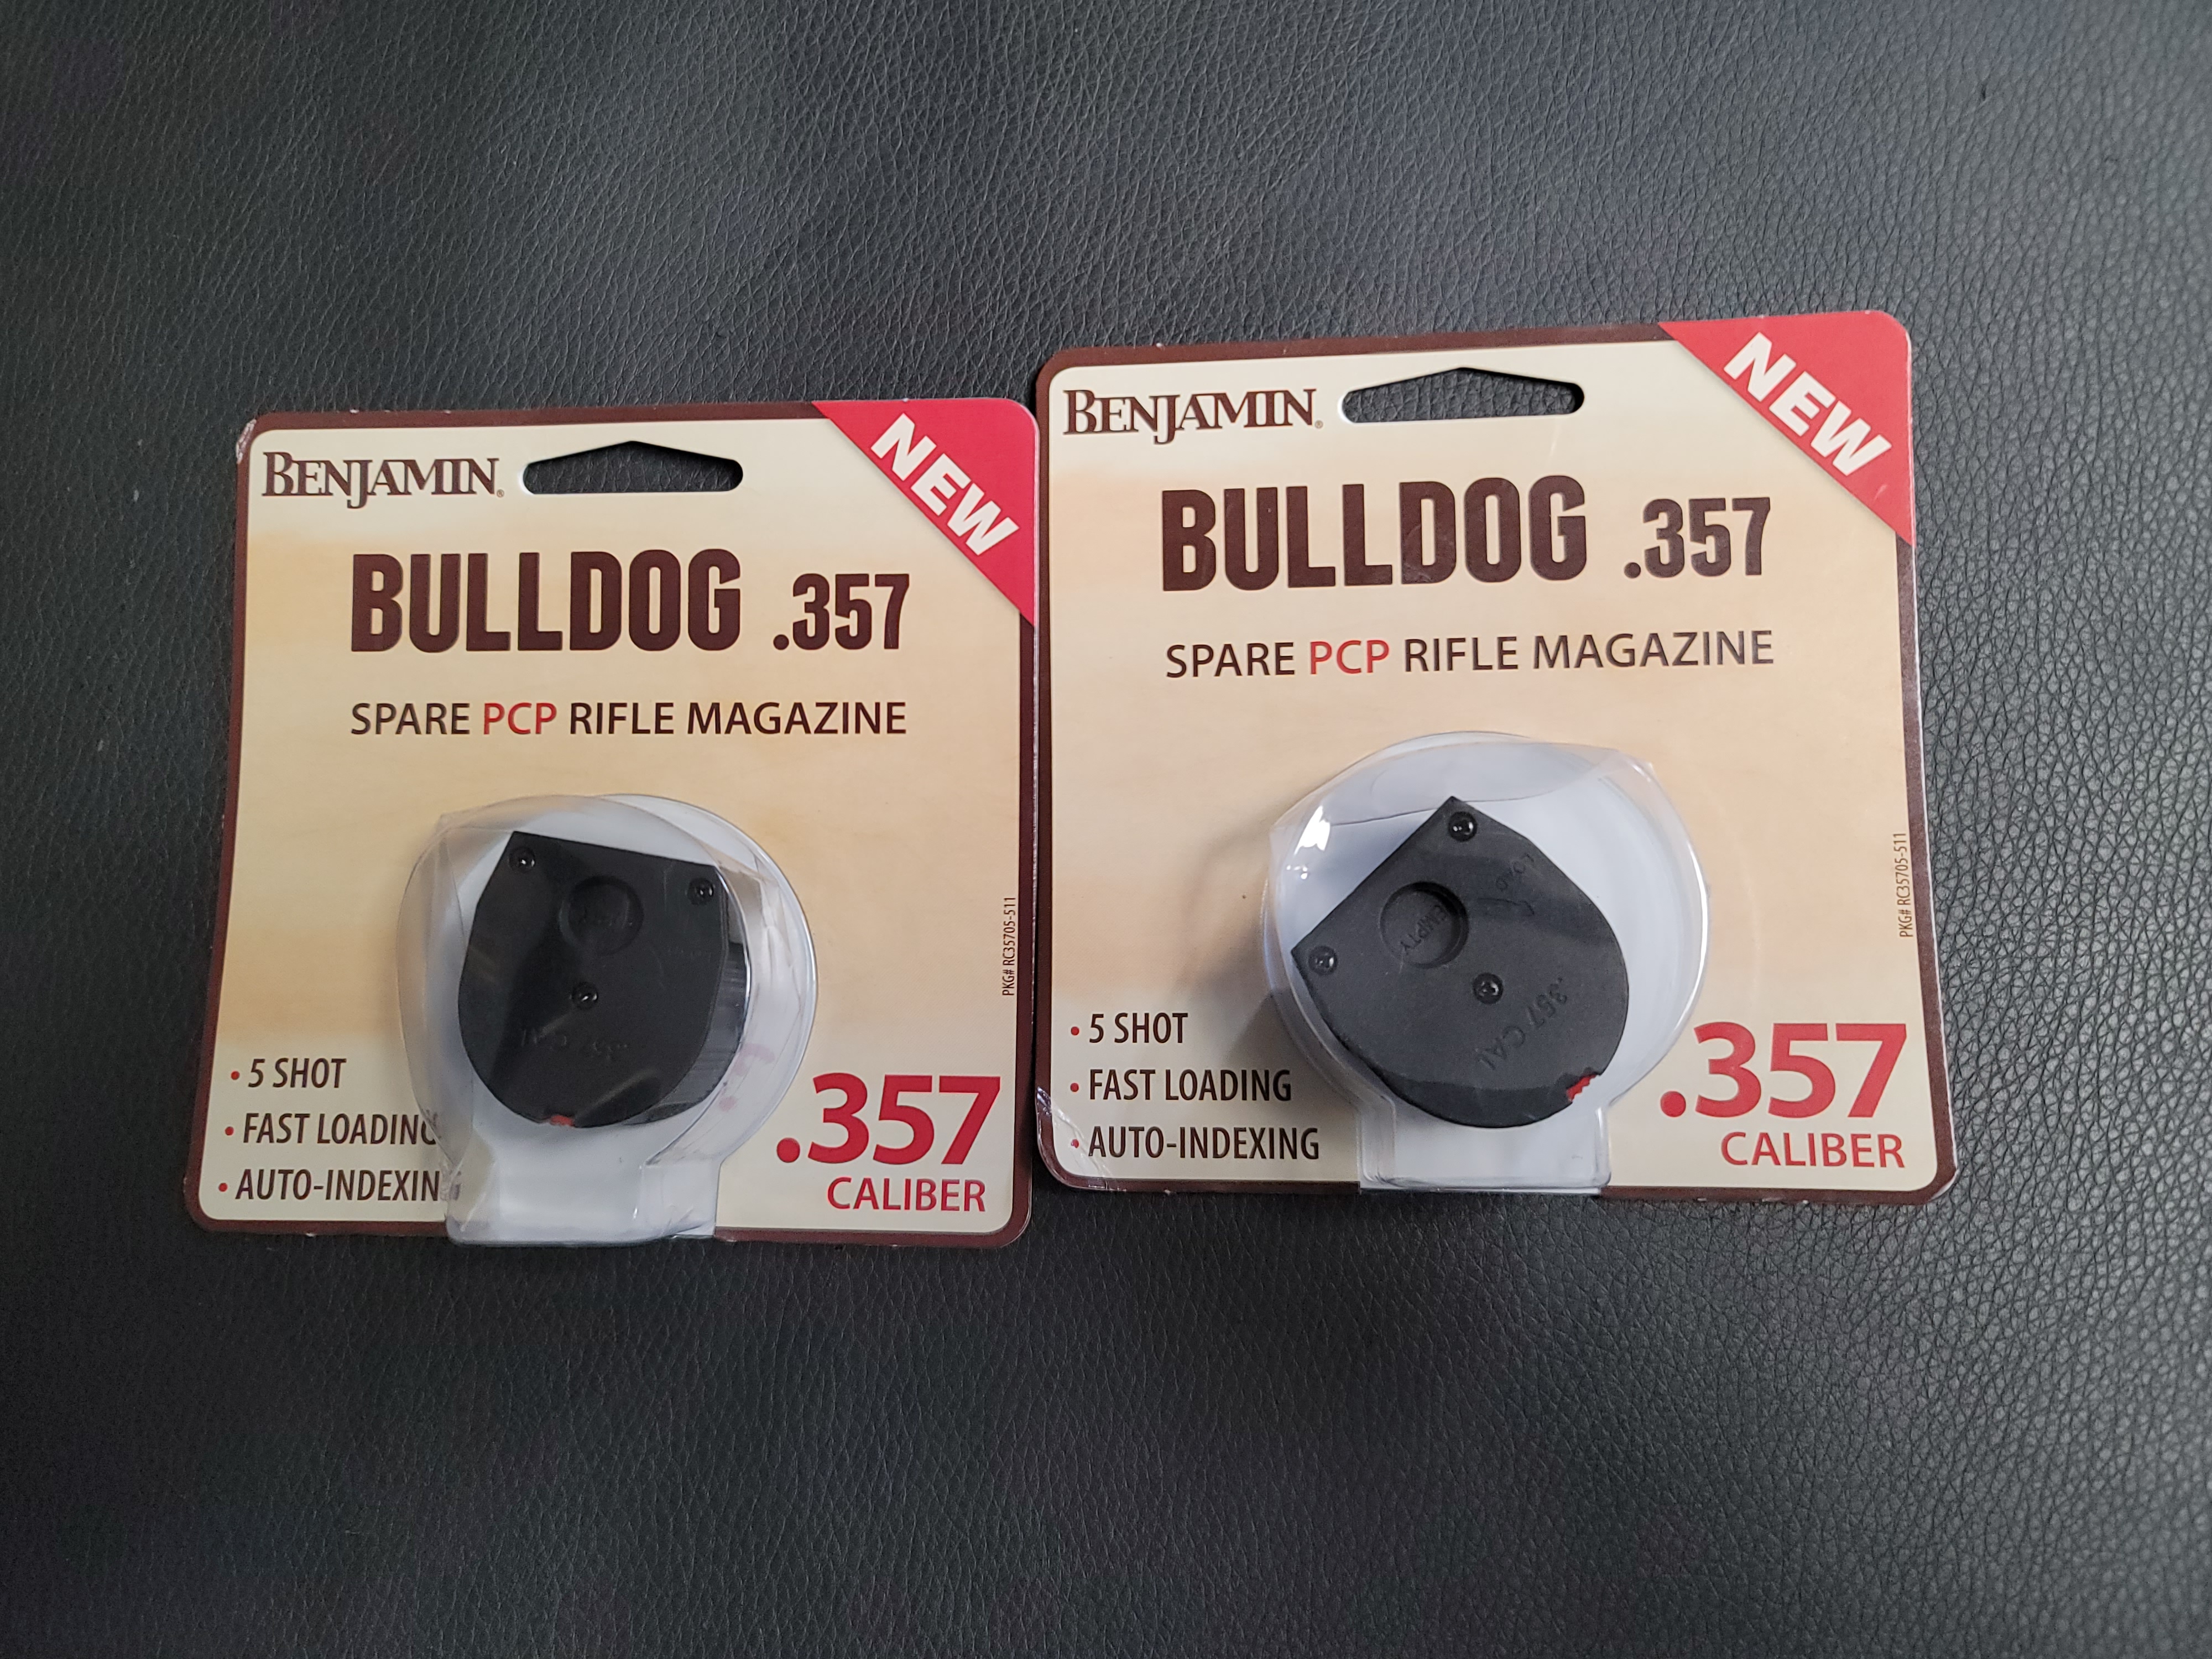 BENJAMIN®
NEW
BULLDOG .357
SPARE PCP RIFLE MAGAZINE
• 5 SHOT
• FAST LOADING
• AUTO-INDEXIN
.357
CALIBER
PKG# RC35705-511
BENJAMIN®
NEW
BULLDOG .357
SPARE PCP RIFLE MAGAZINE
LOAD
EMPTY
.357 CAL
• 5 SHOT
• FAST LOADING
• AUTO-INDEXING
.357
CALIBER
PKG# RC35705-511